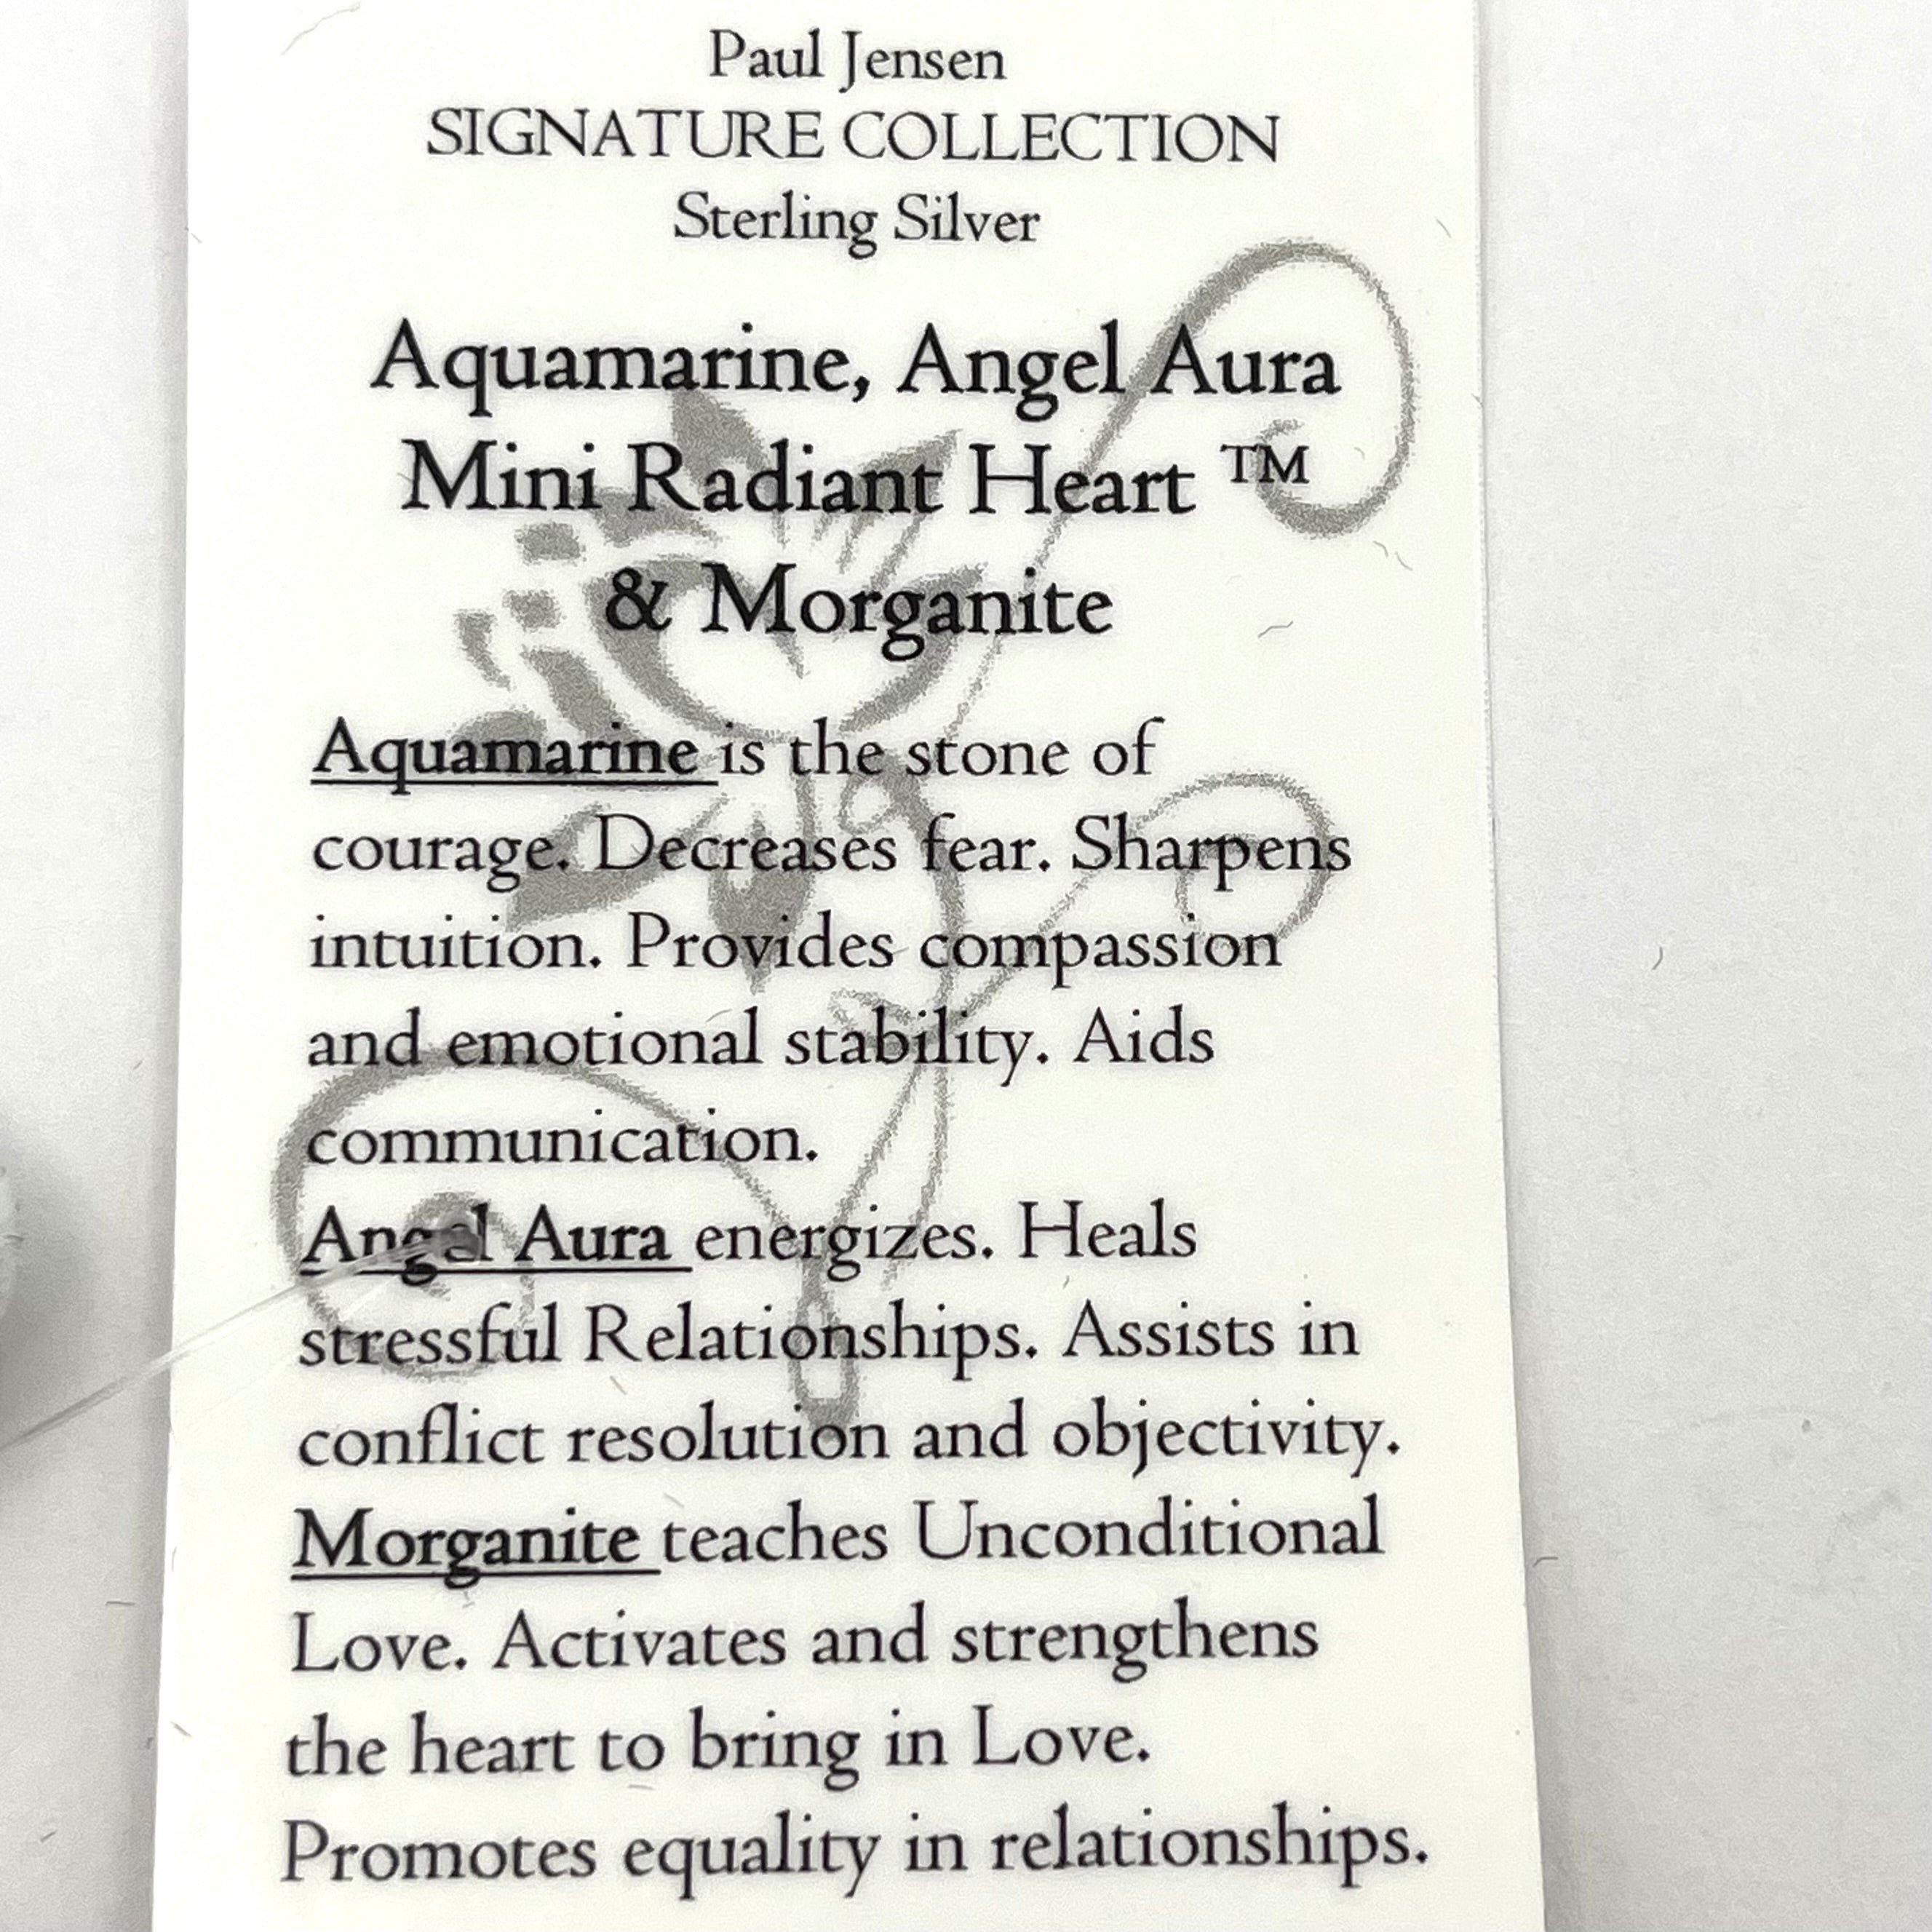 Paul Jensen
SIGNATURE COLLECTION
Sterling Silver
Aquamarine, Angel Aura
Mini Radiant Heart ™
& Morganite
Aquamarine is the stone of
courage. Decreases fear. Sharpens
intuition. Provides compassion
and emotional stability. Aids
communication.
Angel Aura energizes. Heals
stressful Relationships. Assists in
conflict resolution and objectivity.
Morganite teaches Unconditional
Love. Activates and strengthens
the heart to bring in Love.
Promotes equality in relationships.